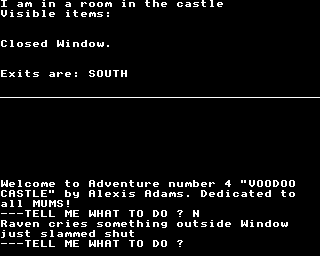 I am in a room in the castle
Visible items:
Closed Window.
Exits are: SOUTH
Welcome to Adventure number 4 "VOODOO
CASTLE" by Alexis Adams. Dedicated to
all MUMS!
---TELL ME WHAT TO DO ? N
Raven cries something outside Window
just slammed shut
---TELL ME WHAT TO DO ?